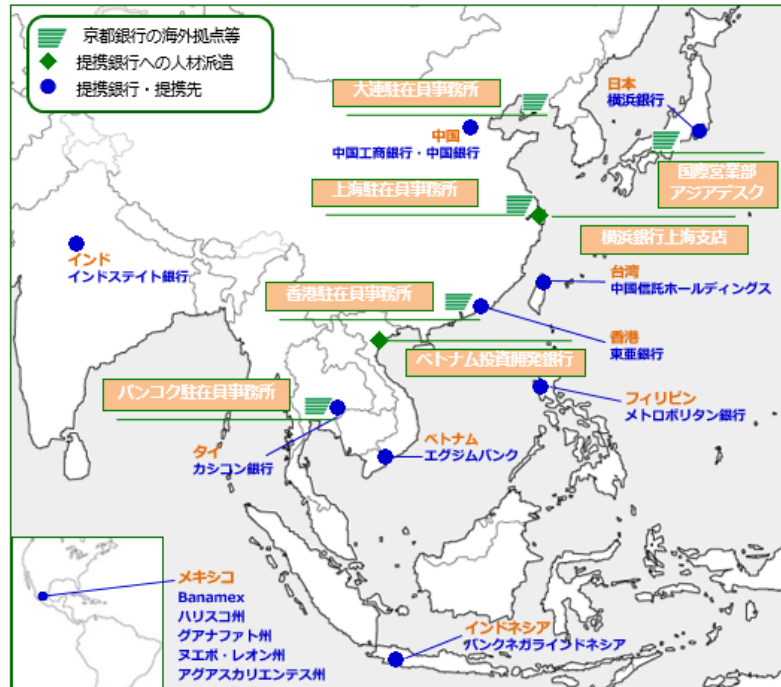 京都銀行の海外拠点等
提携銀行への人材派遣
提携銀行・提携先
大連駐在員事務所
日本
横浜銀行
中国
中国工商銀行・中国銀行
国際営業部
アジアデスク
上海駐在員事務所
横浜銀行上海支店
インド
インドステイト銀行
台湾
中国信託ホールディングス
香港駐在員事務所
香港
東亜銀行
ベトナム投資開発銀行
バンコク駐在員事務所
フィリピン
メトロポリタン銀行
タイ
カシコン銀行
ベトナム
エグジムバンク
メキシコ
Banamex
ハリスコ州
グアナファト州
ヌエボ・レオン州
アグアスカリエンテス州
インドネシア
バンクネガラインドネシア